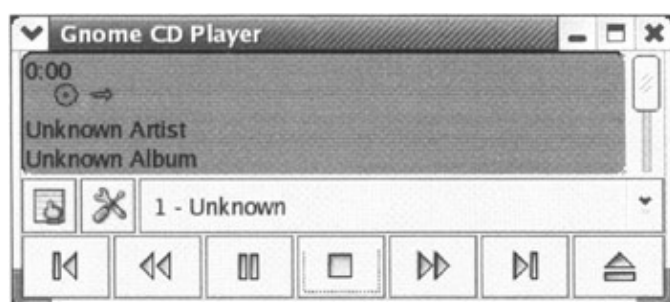 Gnome CD Player
0:00
Unknown Artist
Unknown Album
1 - Unknown